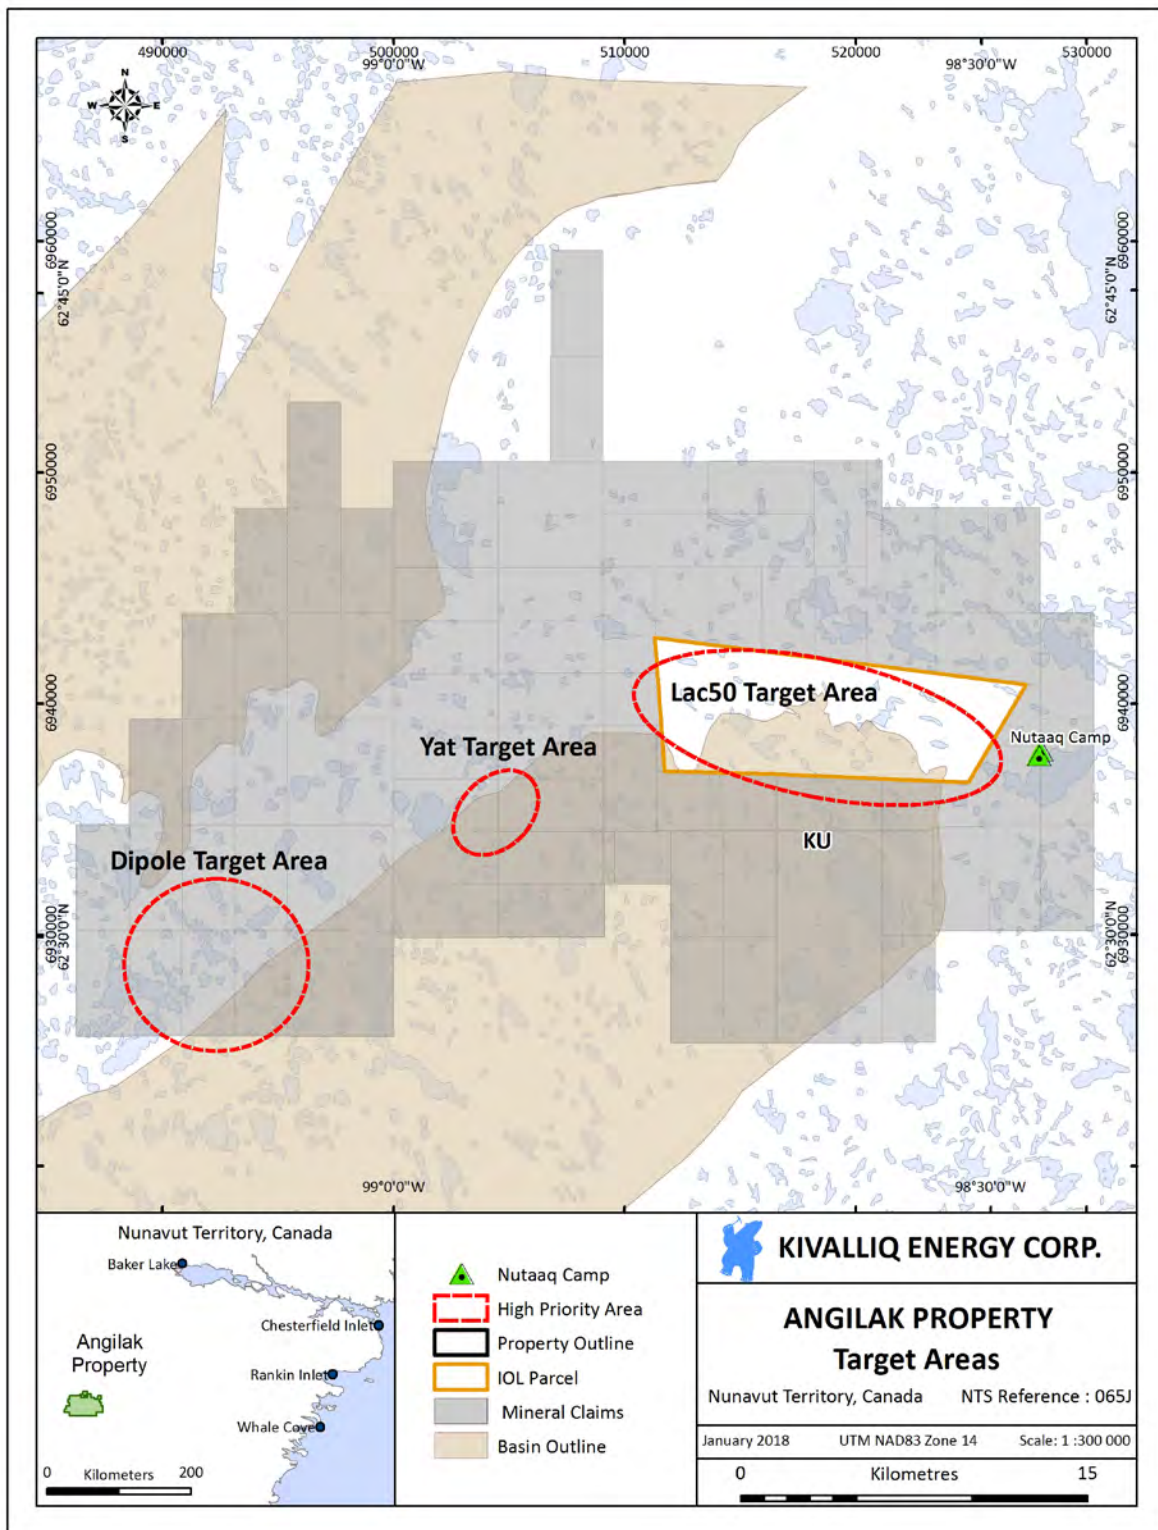 490000
500000
510000
520000
530000
99°0'0"W
98°30'0"W
N
W
E
S
6960000
6960000
62°45'0"N
62°45'0"N
6950000
6950000
6940000
6940000
Lac50 Target Area
Nutaaq Camp
Yat Target Area
KU
Dipole Target Area
6930000
62°30'0"N
62°30'0"N
6930000
99°0'0"W
98°30'0"W
Nunavut Territory, Canada
Baker Lake
Chesterfield Inlet
Angilak
Property
Rankin Inlet
Whale Cove
0
Kilometers
200
Nutaaq Camp
High Priority Area
Property Outline
IOL Parcel
Mineral Claims
Basin Outline
KIVALLIQ ENERGY CORP.
ANGILAK PROPERTY
Target Areas
Nunavut Territory, Canada NTS Reference : 065J
January 2018 UTM NAD83 Zone 14 Scale: 1 :300 000
0 Kilometres 15